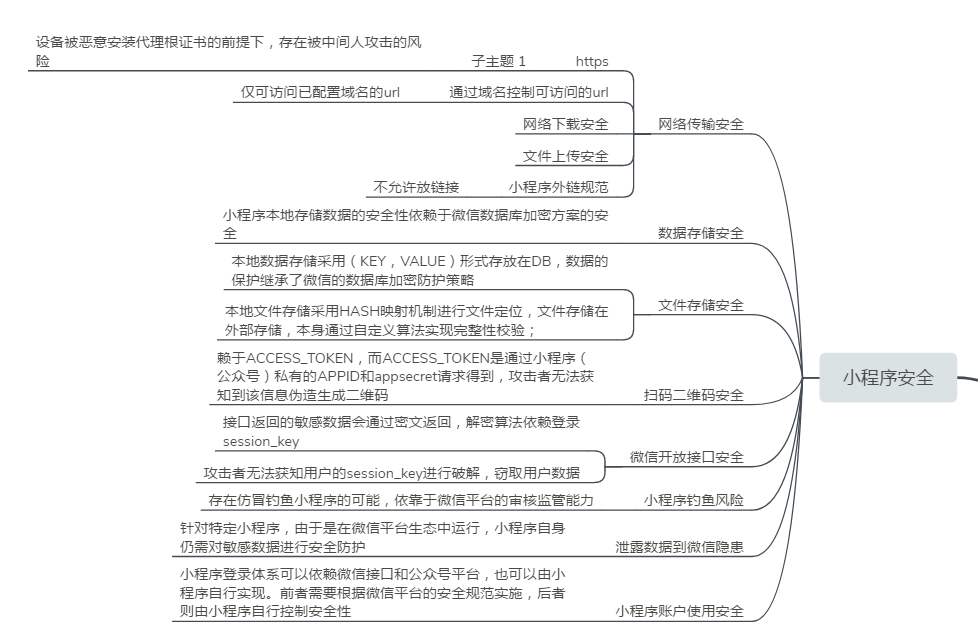 小程序安全
网络传输安全
https
子主题 1
设备被恶意安装代理根证书的前提下，存在被中间人攻击的风
险
通过域名控制可访问的url
仅可访问已配置域名的url
网络下载安全
文件上传安全
小程序外链规范
不允许放链接
数据存储安全
小程序本地存储数据的安全性依赖于微信数据库加密方案的安
全
文件存储安全
本地数据存储采用（KEY，VALUE）形式存放在DB，数据的
保护继承了微信的数据库加密防护策略
本地文件存储采用HASH映射机制进行文件定位，文件存储在
外部存储，本身通过自定义算法实现完整性校验；
扫码二维码安全
赖于ACCESS_TOKEN，而ACCESS_TOKEN是通过小程序（
公众号）私有的APPID和appsecret请求得到，攻击者无法获
知到该信息伪造生成二维码
微信开放接口安全
接口返回的敏感数据会通过密文返回，解密算法依赖登录
session_key
攻击者无法获知用户的session_key进行破解，窃取用户数据
小程序钓鱼风险
存在仿冒钓鱼小程序的可能，依靠于微信平台的审核监管能力
泄露数据到微信隐患
针对特定小程序，由于是在微信平台生态中运行，小程序自身
仍需对敏感数据进行安全防护
小程序账户使用安全
小程序登录体系可以依赖微信接口和公众号平台，也可以由小
程序自行实现。前者需要根据微信平台的安全规范实施，后者
则由小程序自行控制安全性